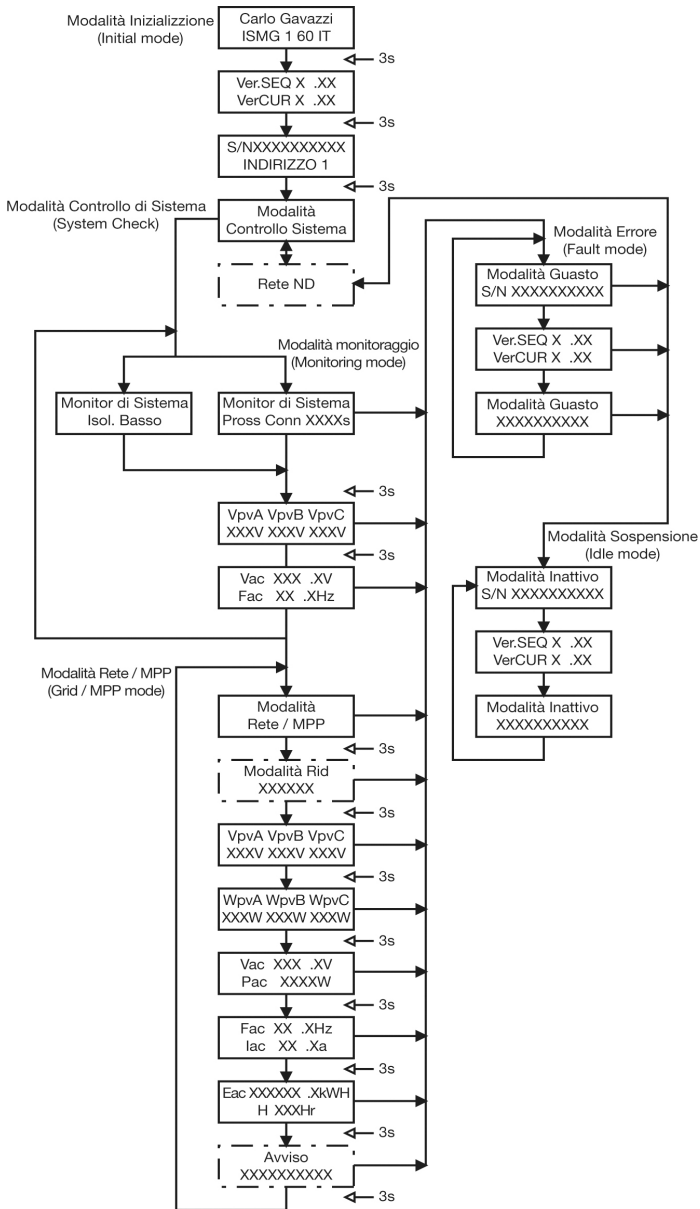 Modalità Inizializzione
(Initial mode)
Carlo Gavazzi
ISMG 1 60 IT
3s
Ver.SEQ X .XX
VerCUR X .XX
3s
S/NXXXXXXXXXX
INDIRIZZO 1
3s
Modalità Controllo di Sistema
(System Check)
Modalità
Controllo Sistema
Rete ND
Modalità monitoraggio
(Monitoring mode)
Monitor di Sistema
Isol. Basso
Monitor di Sistema
Pross Conn XXXXs
3s
VpvA VpvB VpvC
XXXV XXXV XXXV
3s
Vac XXX .XV
Fac XX .XHz
Modalità Rete / MPP
(Grid / MPP mode)
Modalità
Rete / MPP
3s
Modalità Rid
XXXXXX
3s
VpvA VpvB VpvC
XXXV XXXV XXXV
3s
WpvA WpvB WpvC
XXXW XXXW XXXW
3s
Vac XXX .XV
Pac XXXXW
3s
Fac XX .XHz
Iac XX .Xa
3s
Eac XXXXXX .XkWH
H XXXHr
3s
Avviso
XXXXXXXXXX
3s
Modalità Errore
(Fault mode)
Modalità Guasto
S/N XXXXXXXXXX
Ver.SEQ X .XX
VerCUR X .XX
Modalità Guasto
XXXXXXXXXX
Modalità Sospensione
(Idle mode)
Modalità Inattivo
S/N XXXXXXXXXX
Ver.SEQ X .XX
VerCUR X .XX
Modalità Inattivo
XXXXXXXXXX